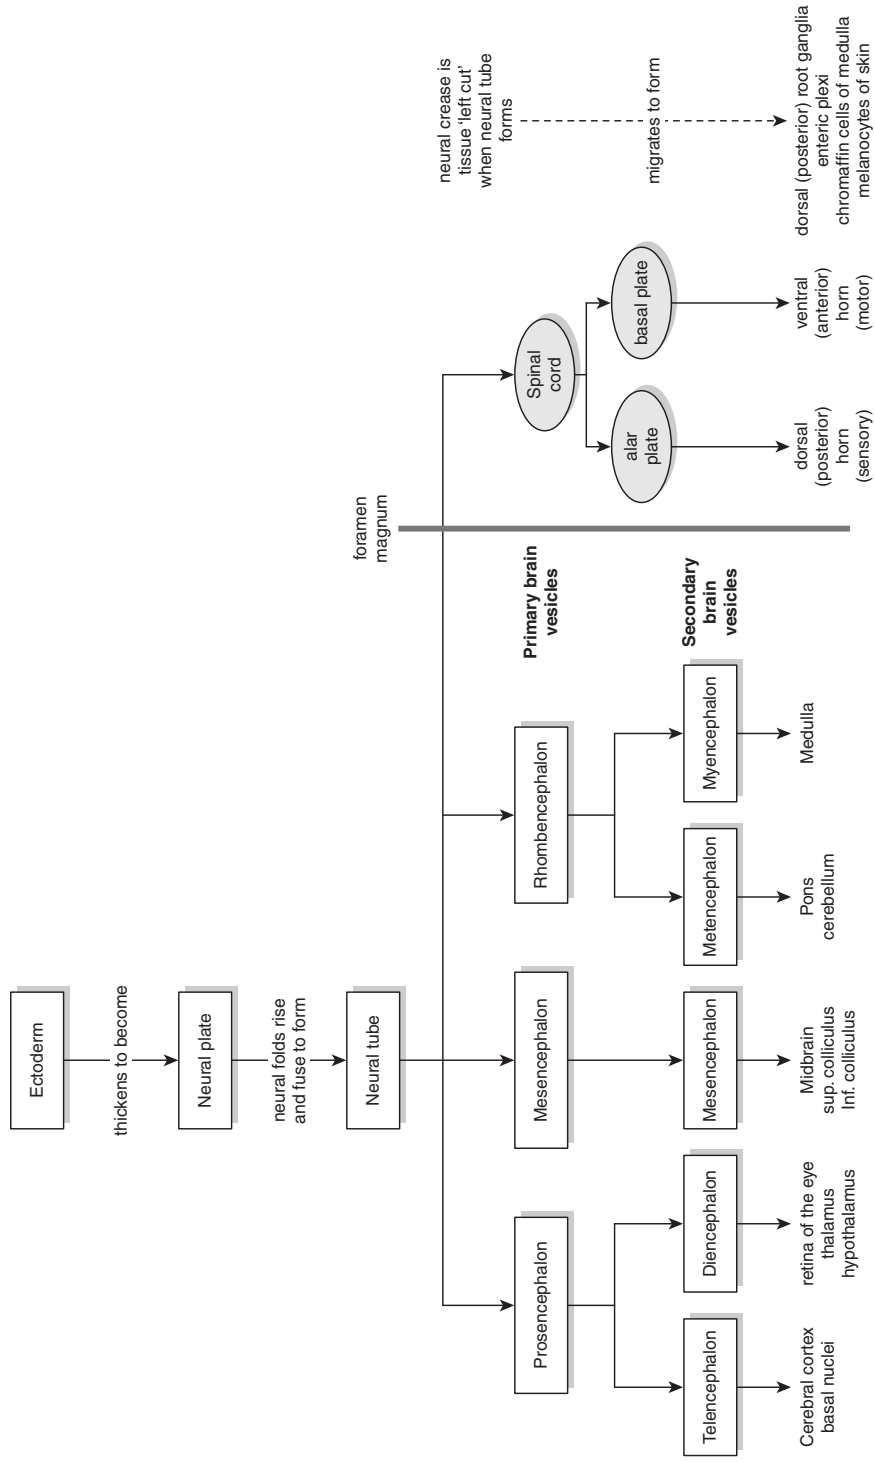 Ectoderm
thickens to become
Neural plate
neural folds rise
and fuse to form
Neural tube
foramen
magnum
neural crease is
tissue ‘left cut’
when neural tube
forms
Prosencephalon
Mesencephalon
Rhombencephalon
Primary brain
vesicles
Spinal
cord
migrates to form
alar
plate
basal plate
Telencephalon
Diencephalon
Mesencephalon
Metencephalon
Myencephalon
Secondary
brain
vesicles
Cerebral cortex
basal nuclei
retina of the eye
thalamus
hypothalamus
Midbrain
sup. colliculus
Inf. colliculus
Pons
cerebellum
Medulla
dorsal
(posterior)
horn
(sensory)
ventral
(anterior)
horn
(motor)
dorsal (posterior) root ganglia
enteric plexi
chromaffin cells of medulla
melanocytes of skin